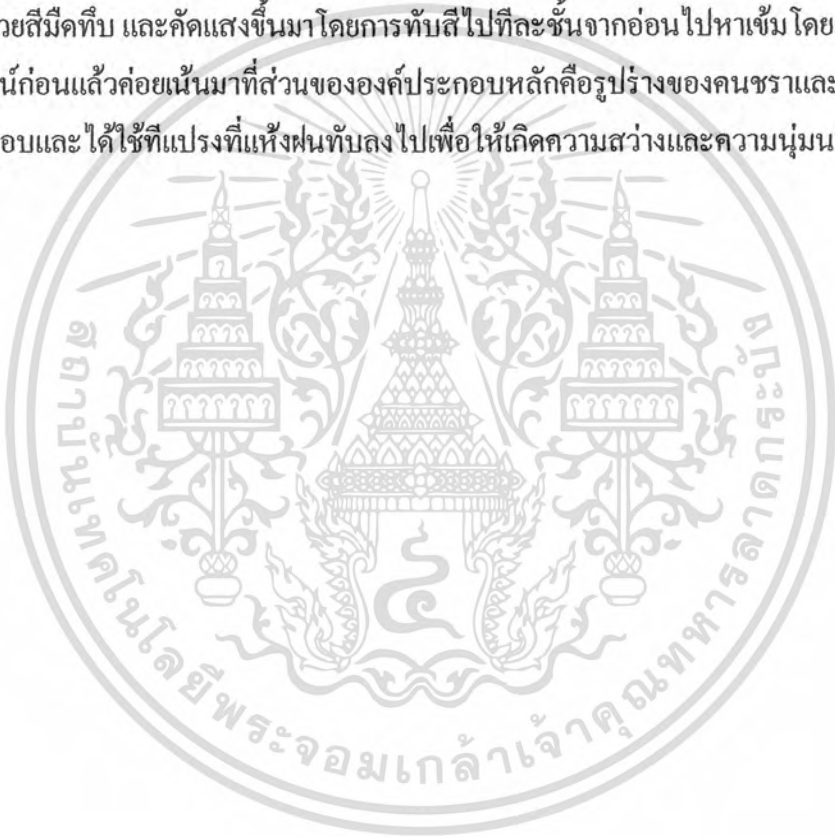 วยสีมืดทึบ และคัดแสงขึ้นมาโดยการทับสีไปทีละชั้นจากอ่อนไปหาเข้ม โดย
น์ก่อนแล้วค่อยเน้นมาที่ส่วนขององค์ประกอบหลักคือรูปร่างของคนชราและ
อบและได้ใช้ทีแปรงที่แห้งฝนทับลงไปเพื่อให้เกิดความสว่างและความนุ่มน
สถาบันเทคโนโลยีพระจอมเกล้าเจ้าคุณทหารลาดกระบัง